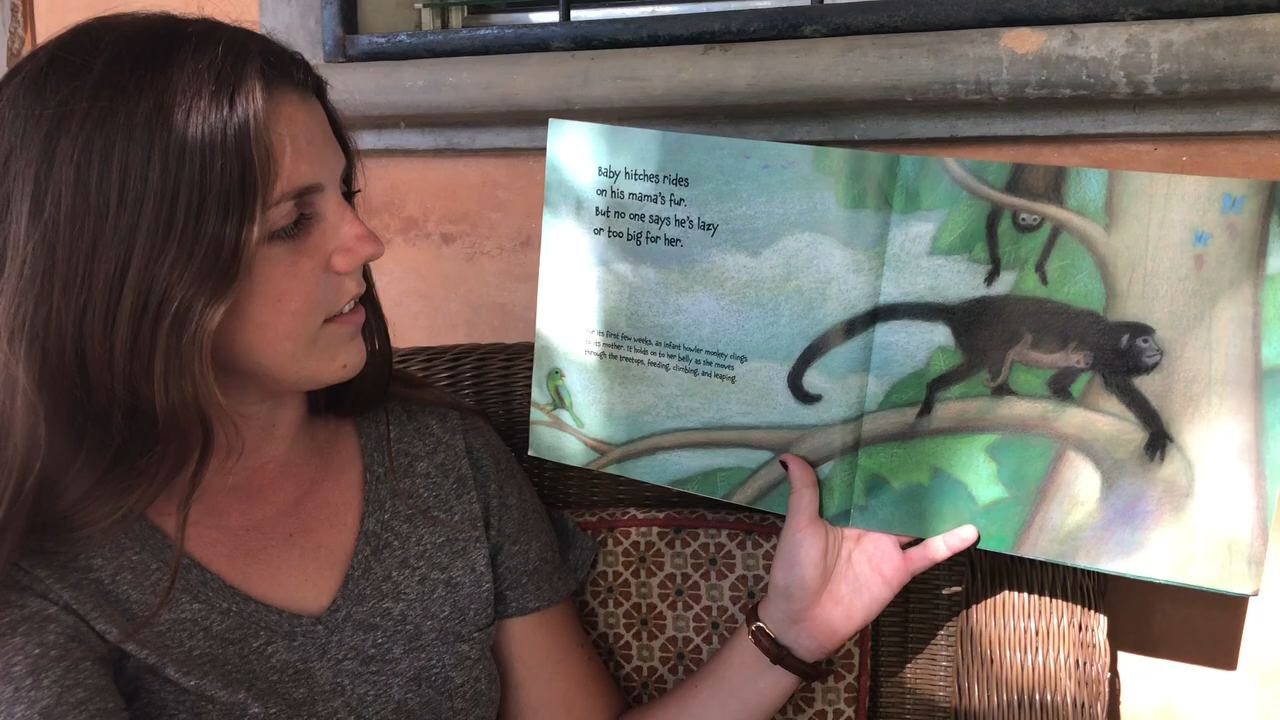 Baby hitches rides
on his mama's fur.
But no one says he's lazy
or too big for her.
its first few weeks, an infant howler monkey clings
its mother. It holds on to her belly as she moves
through the treetops, feeding, climbing, and leaping.